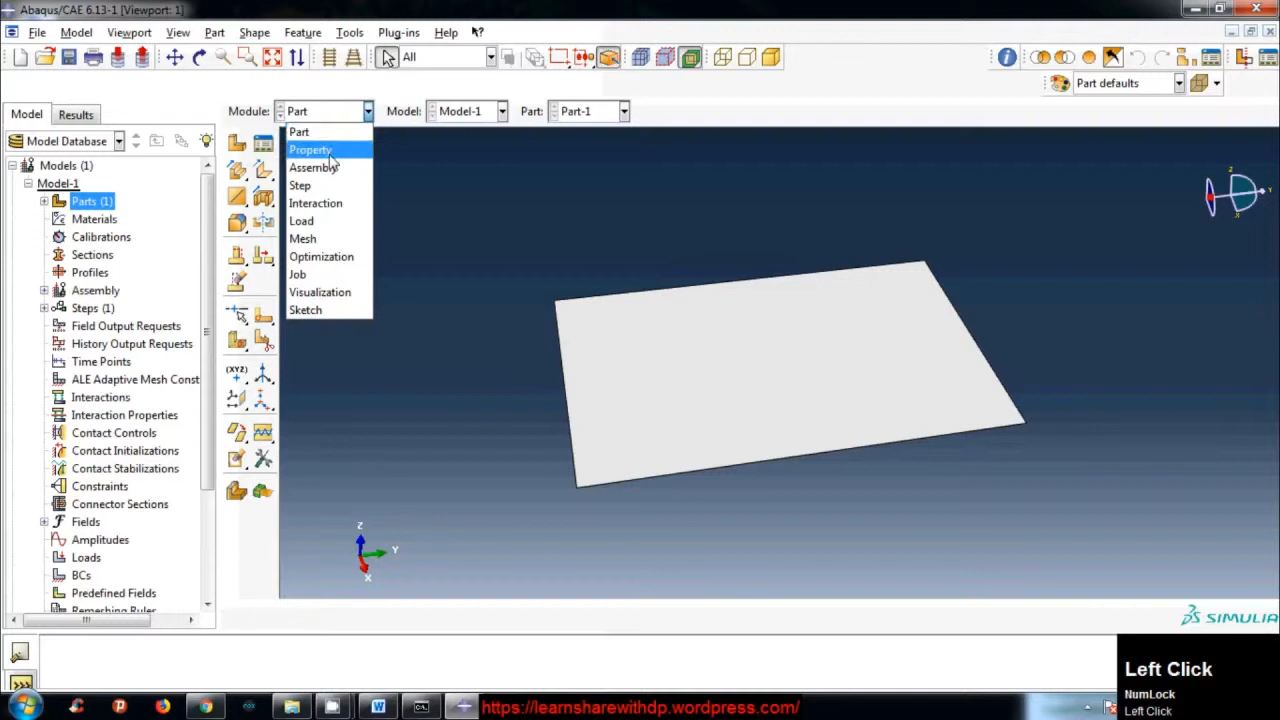 Abaqus/CAE 6.13-1 [Viewport: 1]
File Model Viewport View Part Shape Feature Tools Plug-ins Help
All
Part defaults
Model Results
Module: Part Model: Model-1 Part: Part-1
Model Database
Part
Property
Assembly
Step
Interaction
Load
Mesh
Optimization
Job
Visualization
Sketch
Models (1)
Model-1
Parts (1)
Materials
Calibrations
Sections
Profiles
Assembly
Steps (1)
Field Output Requests
History Output Requests
Time Points
ALE Adaptive Mesh Const
Interactions
Interaction Properties
Contact Controls
Contact Initializations
Contact Stabilizations
Constraints
Connector Sections
Fields
Amplitudes
Loads
BCs
Predefined Fields
Remeshing Rules
(XYZ)
Z
Y
X
Z
Y
X
SIMULIA
>>>
Left Click
NumLock
Left Click
https://learnsharewithdp.wordpress.com/